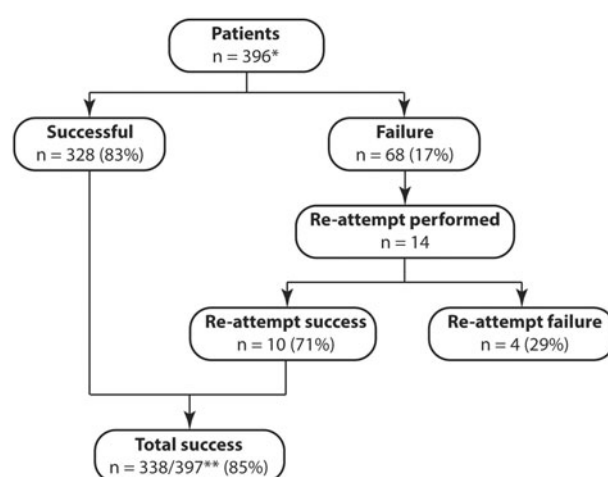 Patients
n = 396*
Successful
n = 328 (83%)
Failure
n = 68 (17%)
Re-attempt performed
n = 14
Re-attempt success
n = 10 (71%)
Re-attempt failure
n = 4 (29%)
Total success
n = 338/397** (85%)